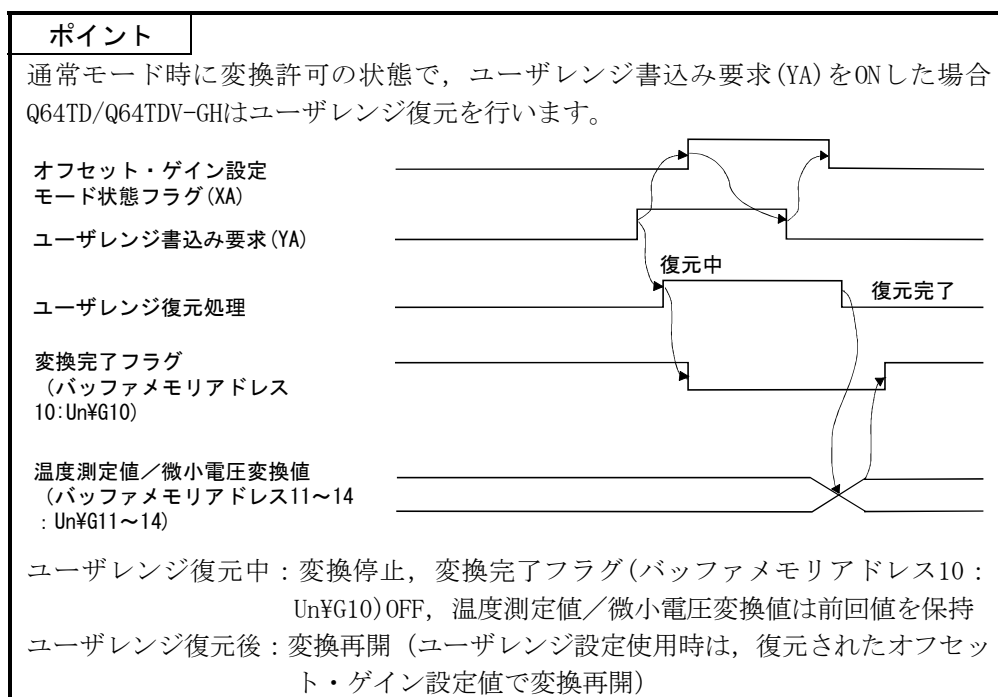 ポイント
通常モード時に変換許可の状態で，ユーザレンジ書込み要求(YA)をONした場合
Q64TD/Q64TDV-GHはユーザレンジ復元を行います。
オフセット・ゲイン設定
モード状態フラグ(XA)
ユーザレンジ書込み要求(YA)
復元中
ユーザレンジ復元処理
復元完了
変換完了フラグ
（バッファメモリアドレス
10:Un¥G10)
温度測定値／微小電圧変換値
（バッファメモリアドレス11～14
：Un¥G11～14)
ユーザレンジ復元中：変換停止，変換完了フラグ(バッファメモリアドレス10：
Un¥G10)OFF，温度測定値／微小電圧変換値は前回値を保持
ユーザレンジ復元後：変換再開（ユーザレンジ設定使用時は，復元されたオフセッ
ト・ゲイン設定値で変換再開）